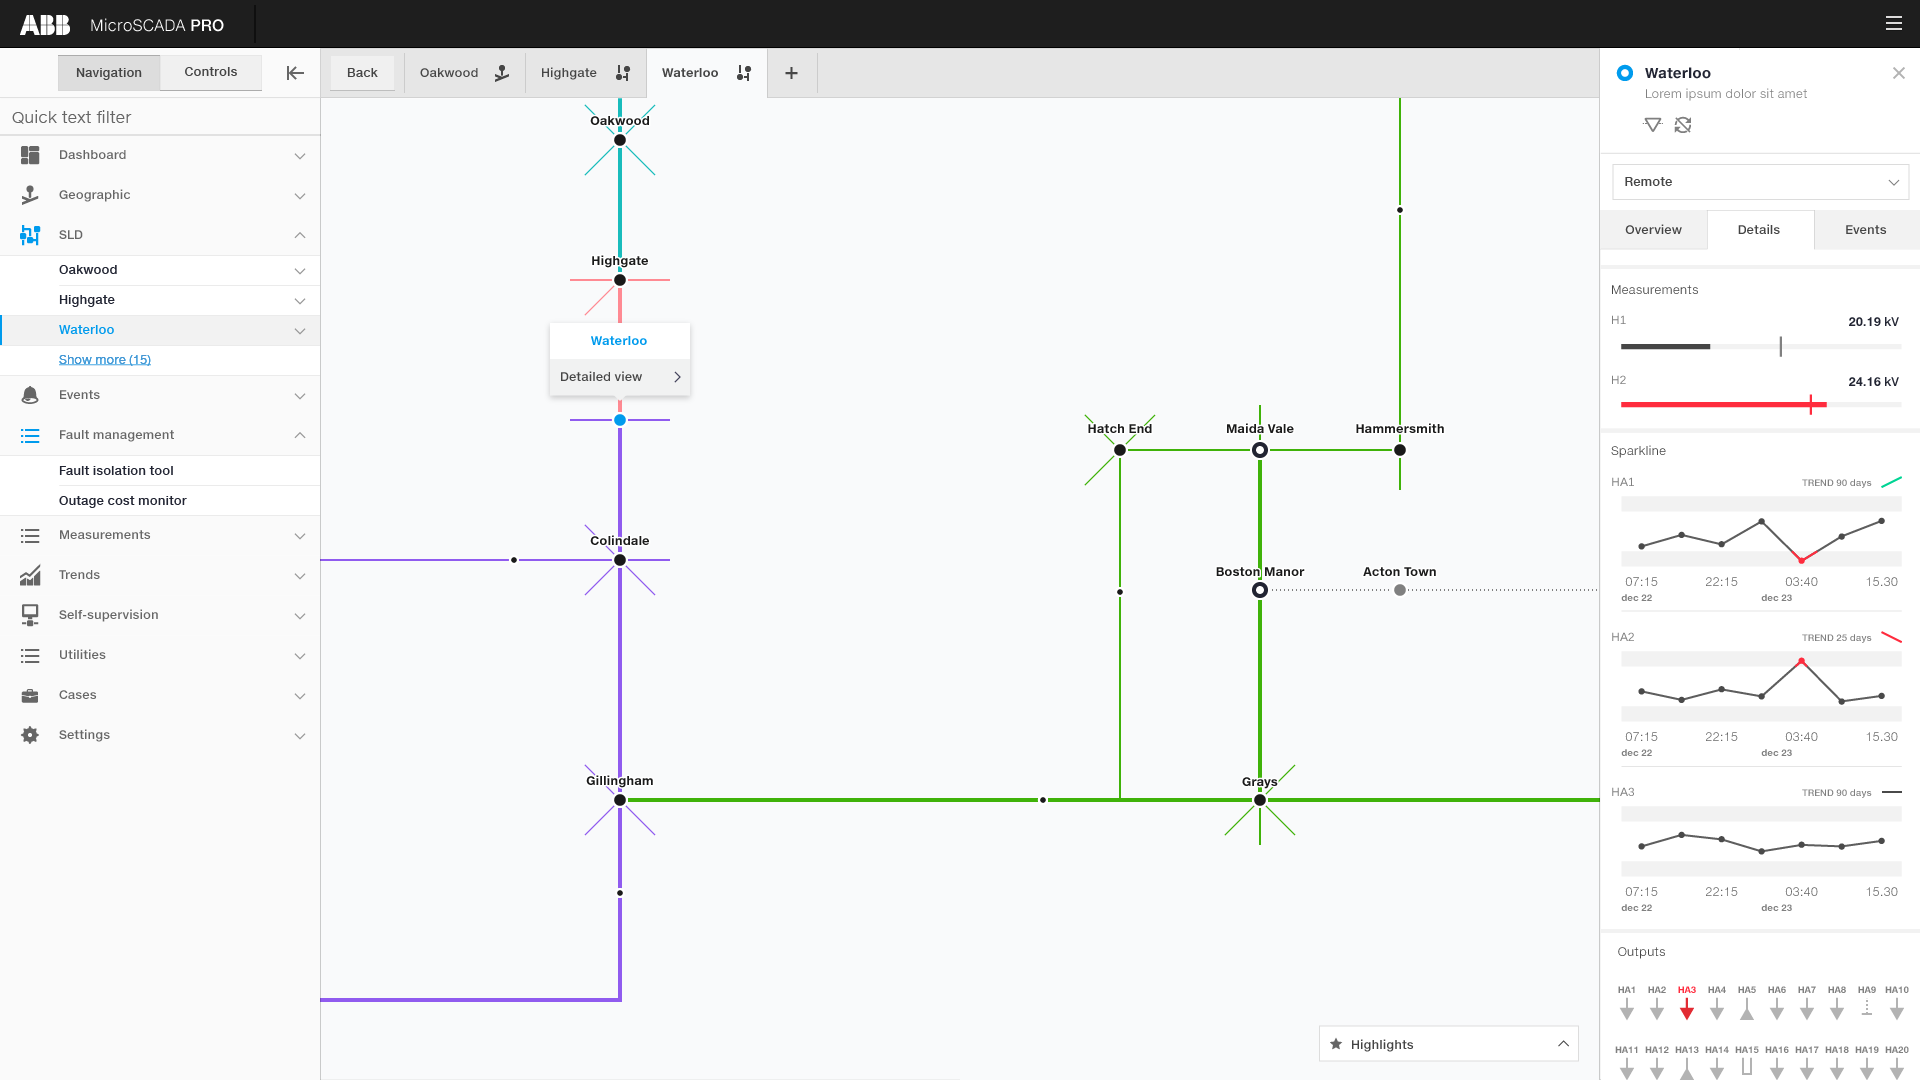 ABB MicroSCADA PRO
Navigation Controls
Quick text filter
Dashboard
Geographic
SLD
Oakwood
Highgate
Waterloo
Show more (15)
Events
Fault management
Fault isolation tool
Outage cost monitor
Measurements
Trends
Self-supervision
Utilities
Cases
Settings
Back Oakwood Highgate Waterloo +
Oakwood
Highgate
Waterloo
Detailed view
Hatch End Maida Vale Hammersmith
Colindale
Boston Manor Acton Town
Gillingham Grays
Highlights
Waterloo
Lorem ipsum dolor sit amet
Remote
Overview Details Events
Measurements
H1 20.19 kV
H2 24.16 kV
Sparkline
HA1 TREND 90 days
07:15 22:15 03:40 15.30
dec 22 dec 23
HA2 TREND 25 days
07:15 22:15 03:40 15.30
dec 22 dec 23
HA3 TREND 90 days
07:15 22:15 03:40 15.30
dec 22 dec 23
Outputs
HA1 HA2 HA3 HA4 HA5 HA6 HA7 HA8 HA9 HA10
HA11 HA12 HA13 HA14 HA15 HA16 HA17 HA18 HA19 HA20